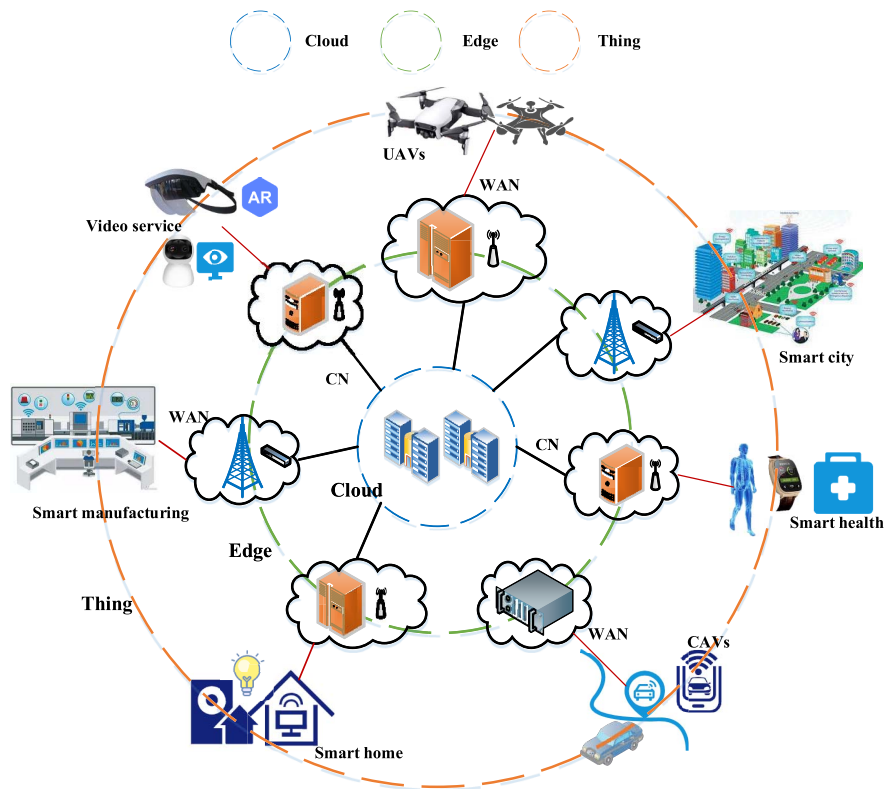 Cloud
Edge
Thing
UAVs
WAN
AR
Video service
Smart city
CN
WAN
CN
Cloud
Smart manufacturing
Smart health
Edge
Thing
WAN
CAVs
Smart home